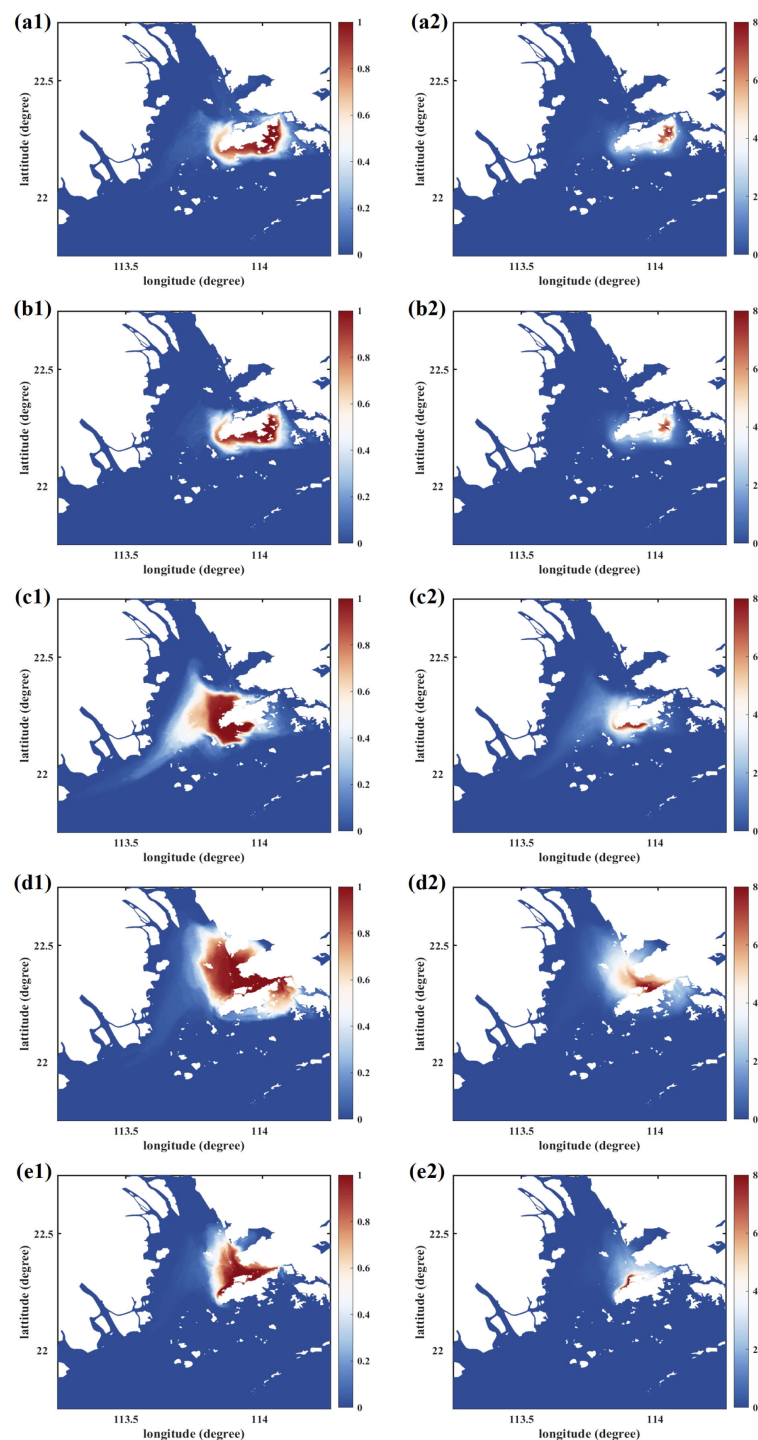 (a1) (a2)
lattitude (degree) 22.5 22 113.5 114 longitude (degree) 1 0.8 0.6 0.4 0.2 0
lattitude (degree) 22.5 22 113.5 114 longitude (degree) 8 6 4 2 0
(b1) (b2)
lattitude (degree) 22.5 22 113.5 114 longitude (degree) 1 0.8 0.6 0.4 0.2 0
lattitude (degree) 22.5 22 113.5 114 longitude (degree) 8 6 4 2 0
(c1) (c2)
lattitude (degree) 22.5 22 113.5 114 longitude (degree) 1 0.8 0.6 0.4 0.2 0
lattitude (degree) 22.5 22 113.5 114 longitude (degree) 8 6 4 2 0
(d1) (d2)
lattitude (degree) 22.5 22 113.5 114 longitude (degree) 1 0.8 0.6 0.4 0.2 0
lattitude (degree) 22.5 22 113.5 114 longitude (degree) 8 6 4 2 0
(e1) (e2)
lattitude (degree) 22.5 22 113.5 114 longitude (degree) 1 0.8 0.6 0.4 0.2 0
lattitude (degree) 22.5 22 113.5 114 longitude (degree) 8 6 4 2 0